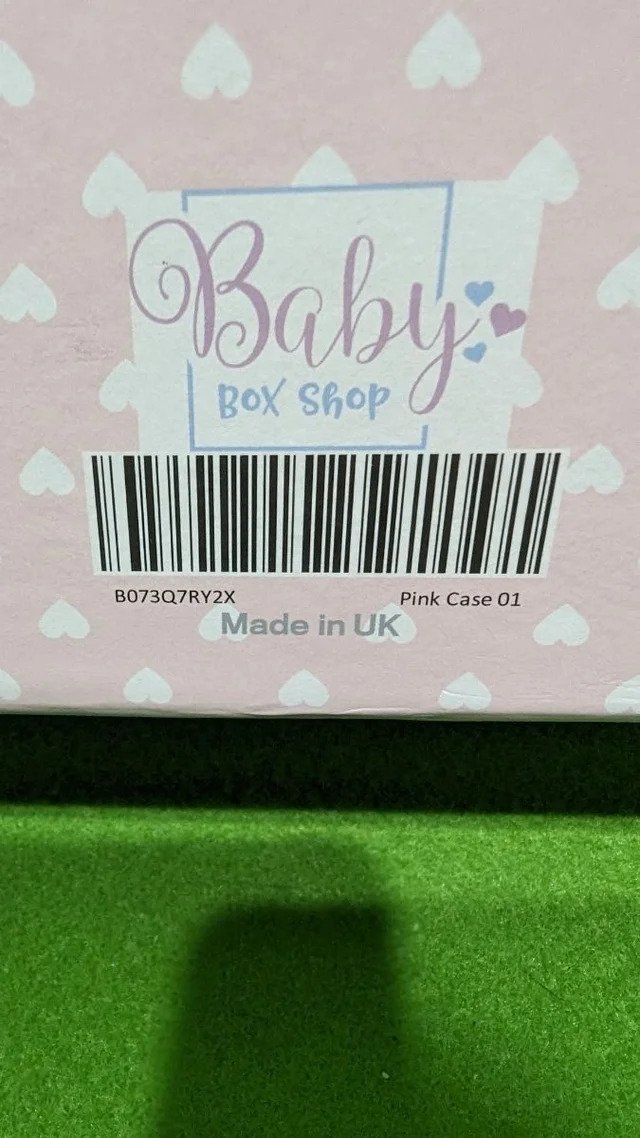 Baby
BOX Shop
B073Q7RY2X
Pink Case 01
Made in UK